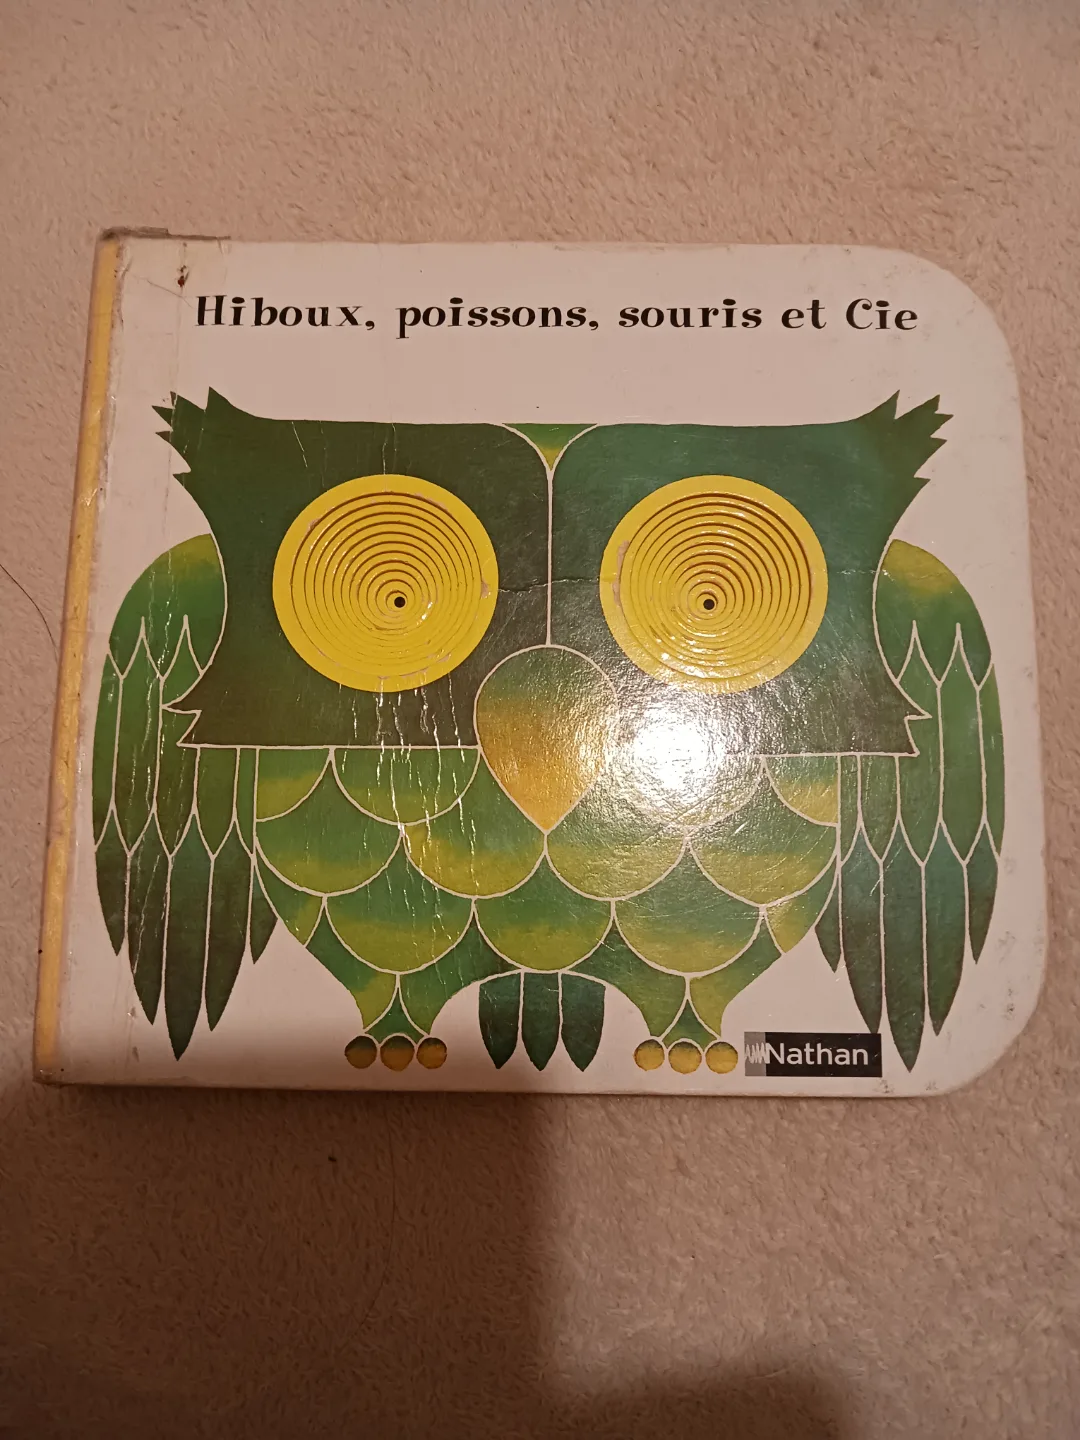 Hiboux, poissons, souris et Cie
Nathan